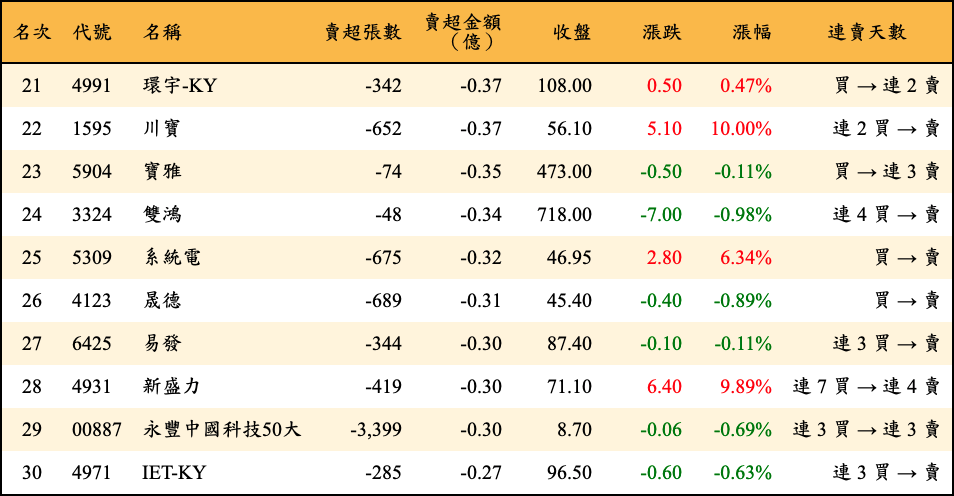 名次 代號 名稱 賣超張數 賣超金額（億） 收盤 漲跌 漲幅 連賣天數
21 4991 環宇-KY -342 -0.37 108.00 0.50 0.47% 買 → 連 2 賣
22 1595 川寶 -652 -0.37 56.10 5.10 10.00% 連 2 買 → 賣
23 5904 寶雅 -74 -0.35 473.00 -0.50 -0.11% 買 → 連 3 賣
24 3324 雙鴻 -48 -0.34 718.00 -7.00 -0.98% 連 4 買 → 賣
25 5309 系統電 -675 -0.32 46.95 2.80 6.34% 買 → 賣
26 4123 晟德 -689 -0.31 45.40 -0.40 -0.89% 買 → 賣
27 6425 易發 -344 -0.30 87.40 -0.10 -0.11% 連 3 買 → 賣
28 4931 新盛力 -419 -0.30 71.10 6.40 9.89% 連 7 買 → 連 4 賣
29 00887 永豐中國科技50大 -3,399 -0.30 8.70 -0.06 -0.69% 連 3 買 → 連 3 賣
30 4971 IET-KY -285 -0.27 96.50 -0.60 -0.63% 連 3 買 → 賣